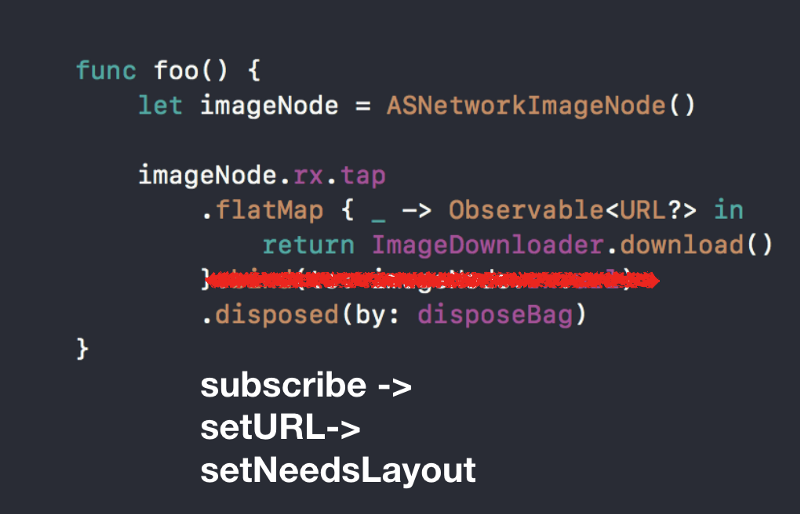 func foo() {
let imageNode = ASNetworkImageNode()
imageNode.rx.tap
.flatMap { _ -> Observable<URL?> in
return ImageDownloader.download()
}
.disposed(by: disposeBag)
}
subscribe ->
setURL->
setNeedsLayout